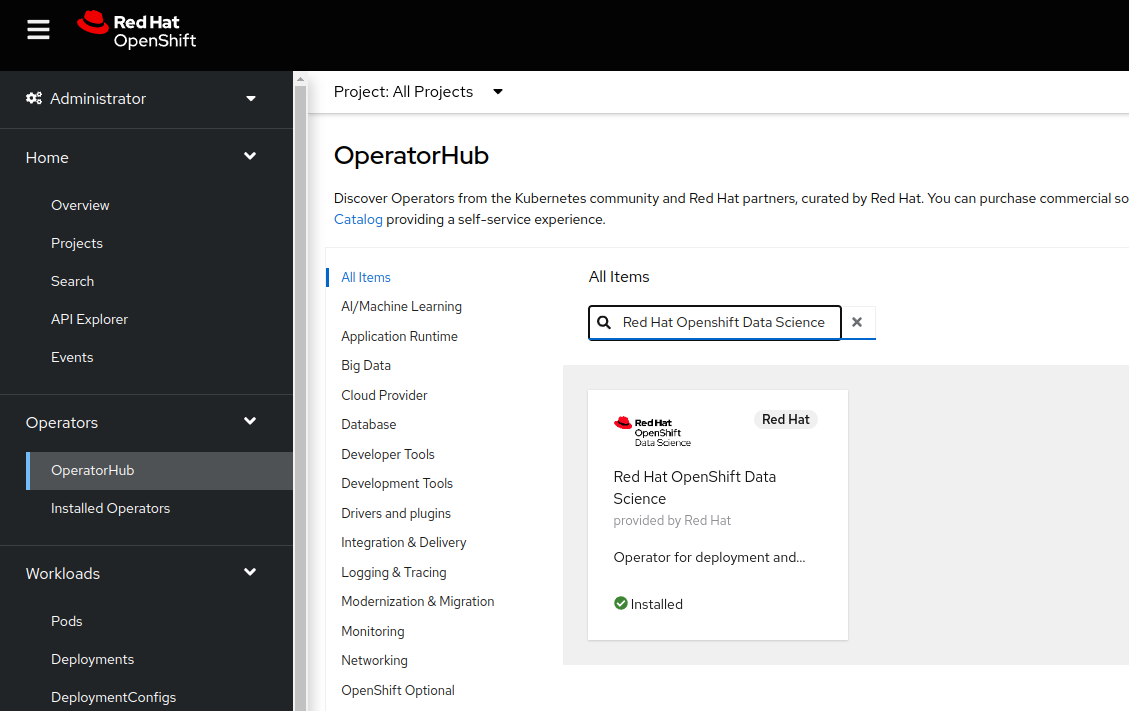 Red Hat
OpenShift
Administrator
Home
Overview
Projects
Search
API Explorer
Events
Operators
OperatorHub
Installed Operators
Workloads
Pods
Deployments
DeploymentConfigs
Project: All Projects
OperatorHub
Discover Operators from the Kubernetes community and Red Hat partners, curated by Red Hat. You can purchase commercial so
Catalog providing a self-service experience.
All Items
AI/Machine Learning
Application Runtime
Big Data
Cloud Provider
Database
Developer Tools
Development Tools
Drivers and plugins
Integration & Delivery
Logging & Tracing
Modernization & Migration
Monitoring
Networking
OpenShift Optional
All Items
Red Hat Openshift Data Science
Red Hat
OpenShift
Data Science
Red Hat
Red Hat OpenShift Data
Science
provided by Red Hat
Operator for deployment and...
Installed